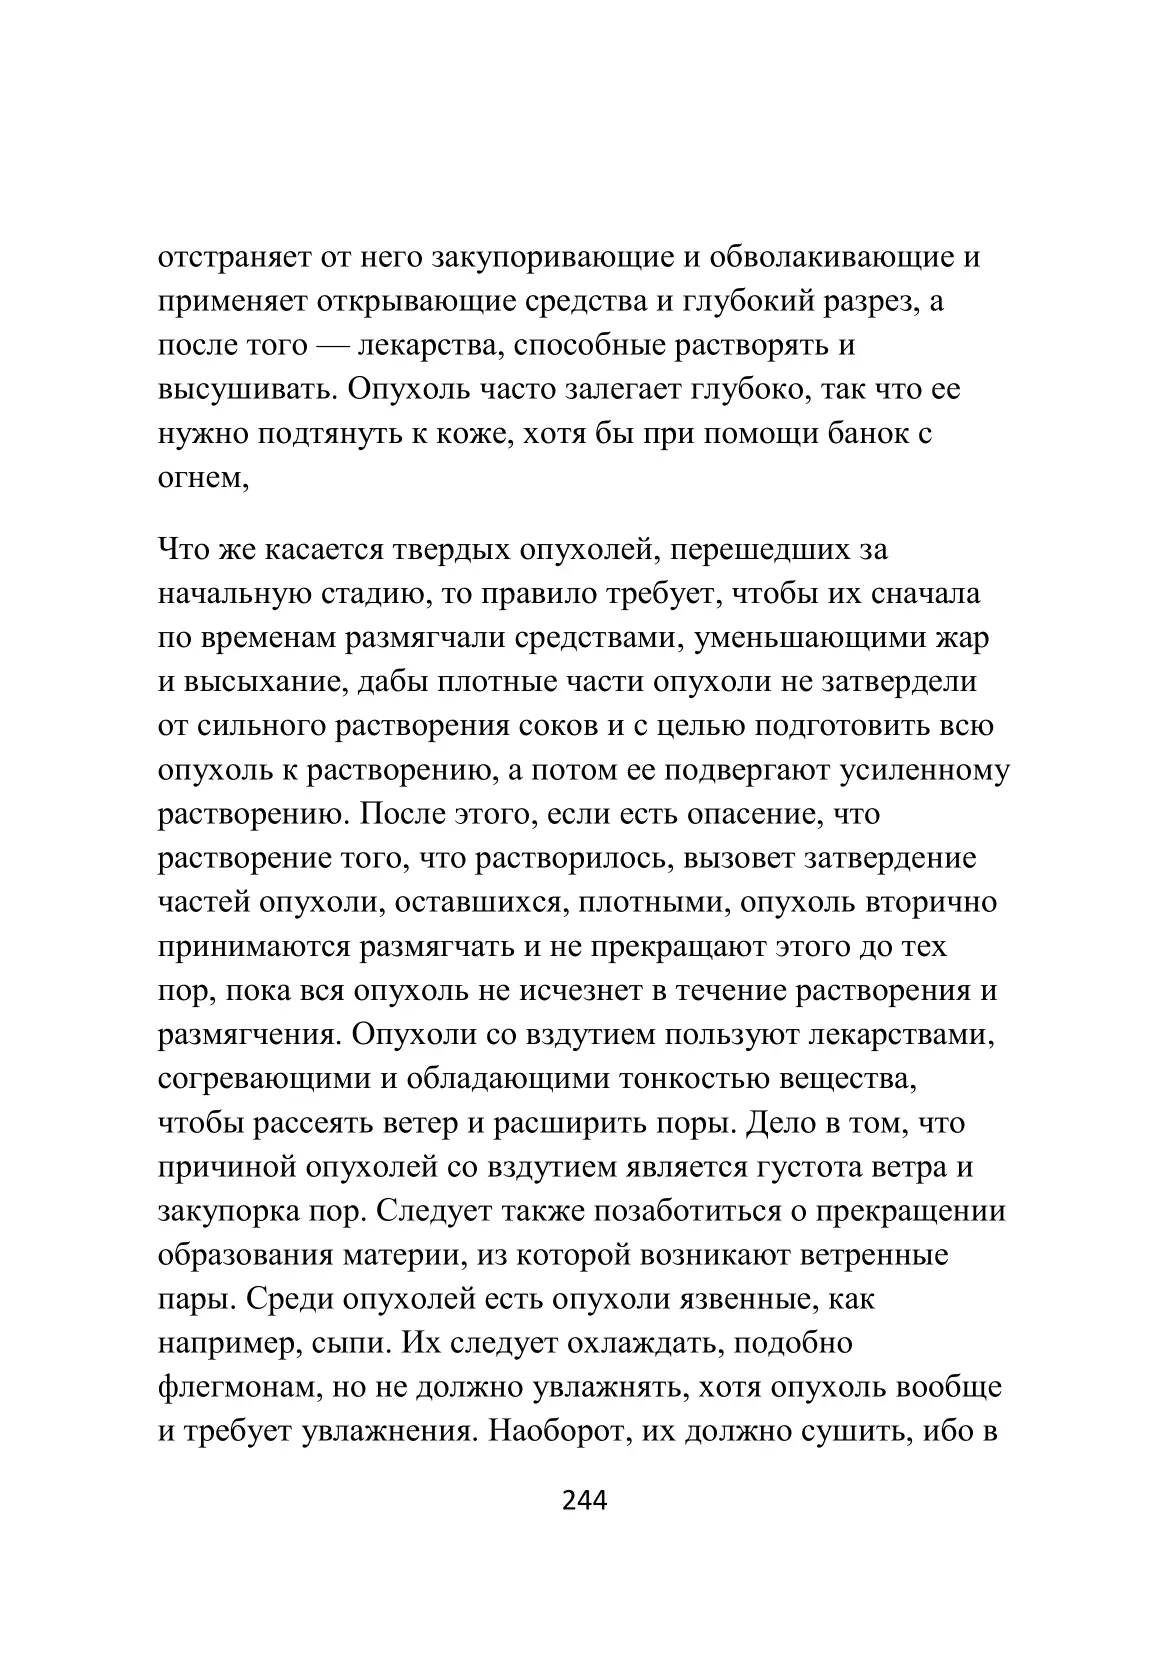 отстраняет от него закупоривающие и обволакивающие и
применяет открывающие средства и глубокий разрез, а
после того — лекарства, способные растворять и
высушивать. Опухоль часто залегает глубоко, так что ее
нужно подтянуть к коже, хотя бы при помощи банок с
огнем,
Что же касается твердых опухолей, перешедших за
начальную стадию, то правило требует, чтобы их сначала
по временам размягчали средствами, уменьшающими жар
и высыхание, дабы плотные части опухоли не затвердели
от сильного растворения соков и с целью подготовить всю
опухоль к растворению, а потом ее подвергают усиленному
растворению. После этого, если есть опасение, что
растворение того, что растворилось, вызовет затвердение
частей опухоли, оставшихся, плотными, опухоль вторично
принимаются размягчать и не прекращают этого до тех
пор, пока вся опухоль не исчезнет в течение растворения и
размягчения. Опухоли со вздутием пользуют лекарствами,
согревающими и обладающими тонкостью вещества,
чтобы рассеять ветер и расширить поры. Дело в том, что
причиной опухолей со вздутием является густота ветра и
закупорка пор. Следует также позаботиться о прекращении
образования материи, из которой возникают ветренные
пары. Среди опухолей есть опухоли язвенные, как
например, сыпи. Их следует охлаждать, подобно
флегмонам, но не должно увлажнять, хотя опухоль вообще
и требует увлажнения. Наоборот, их должно сушить, ибо в
244